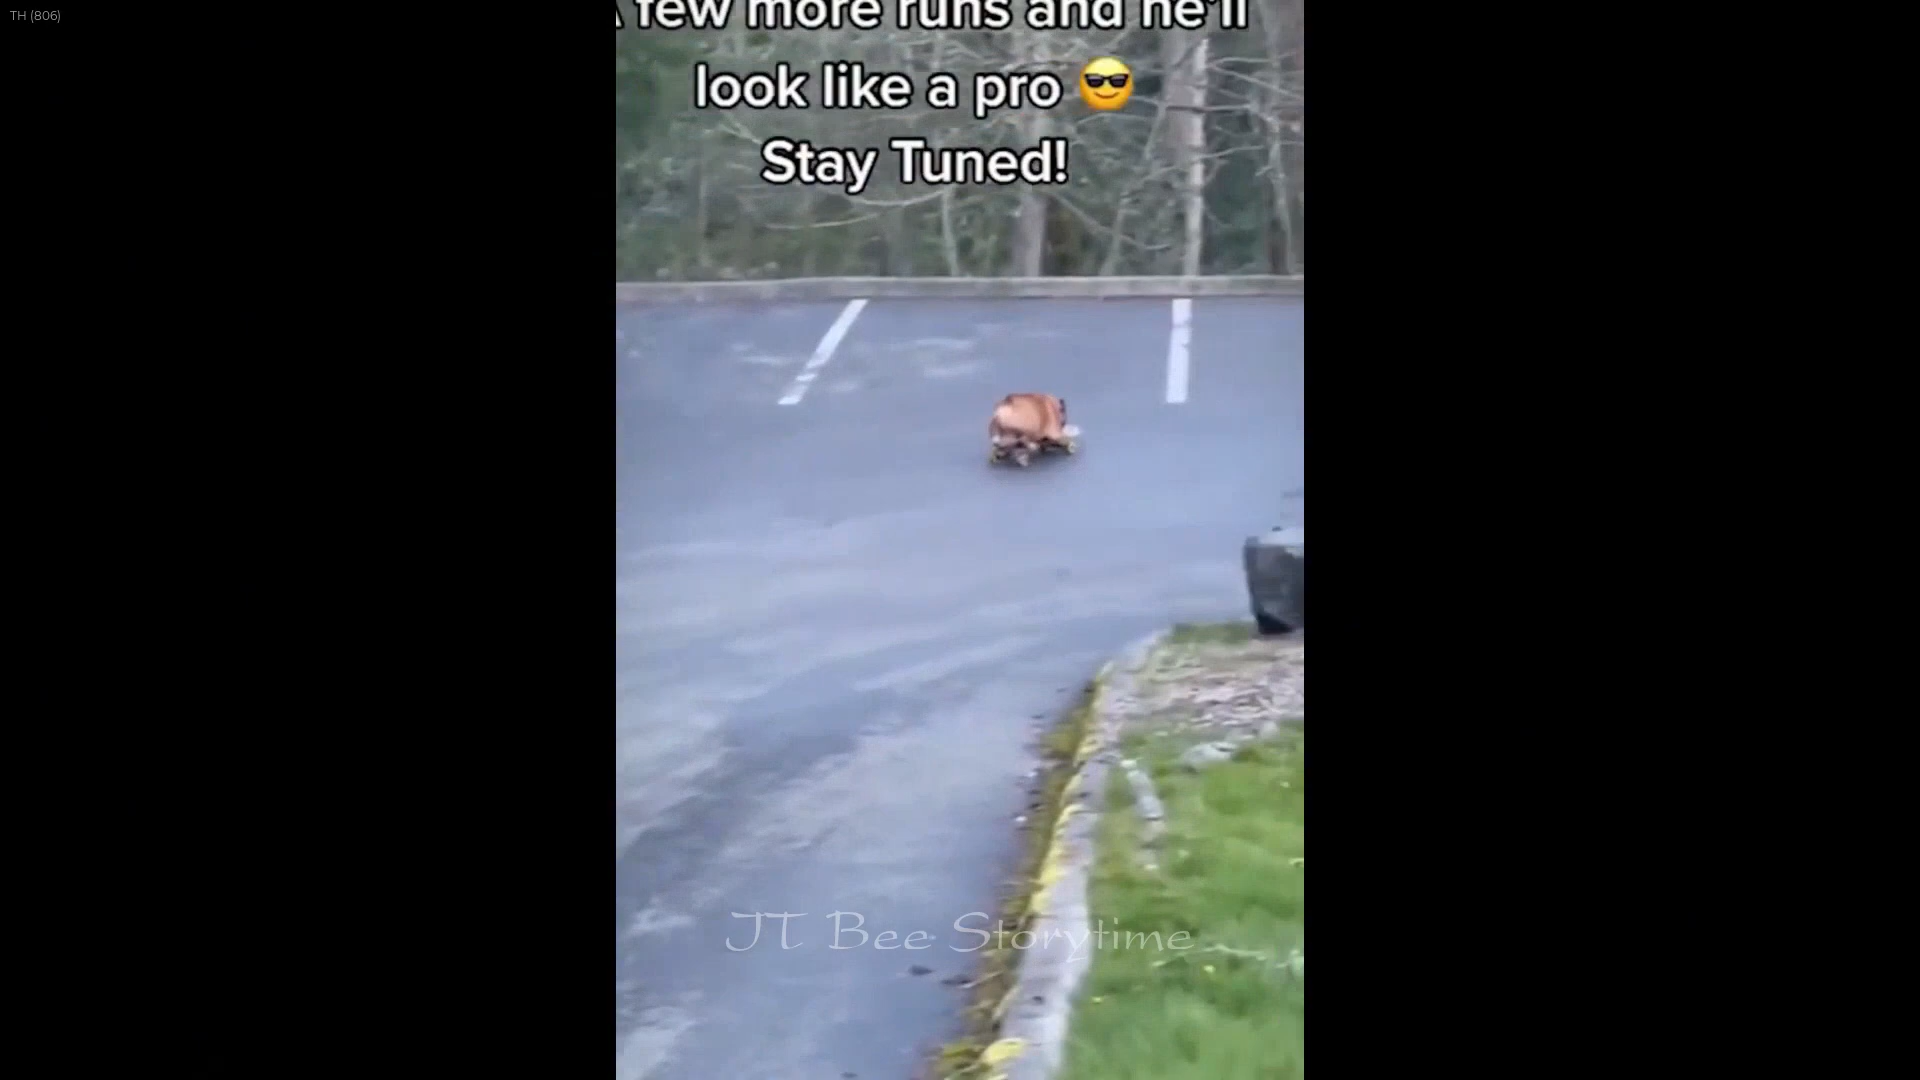 TH (806)
few more runs and he'll
look like a pro 😎
Stay Tuned!
JT Bee Storytime